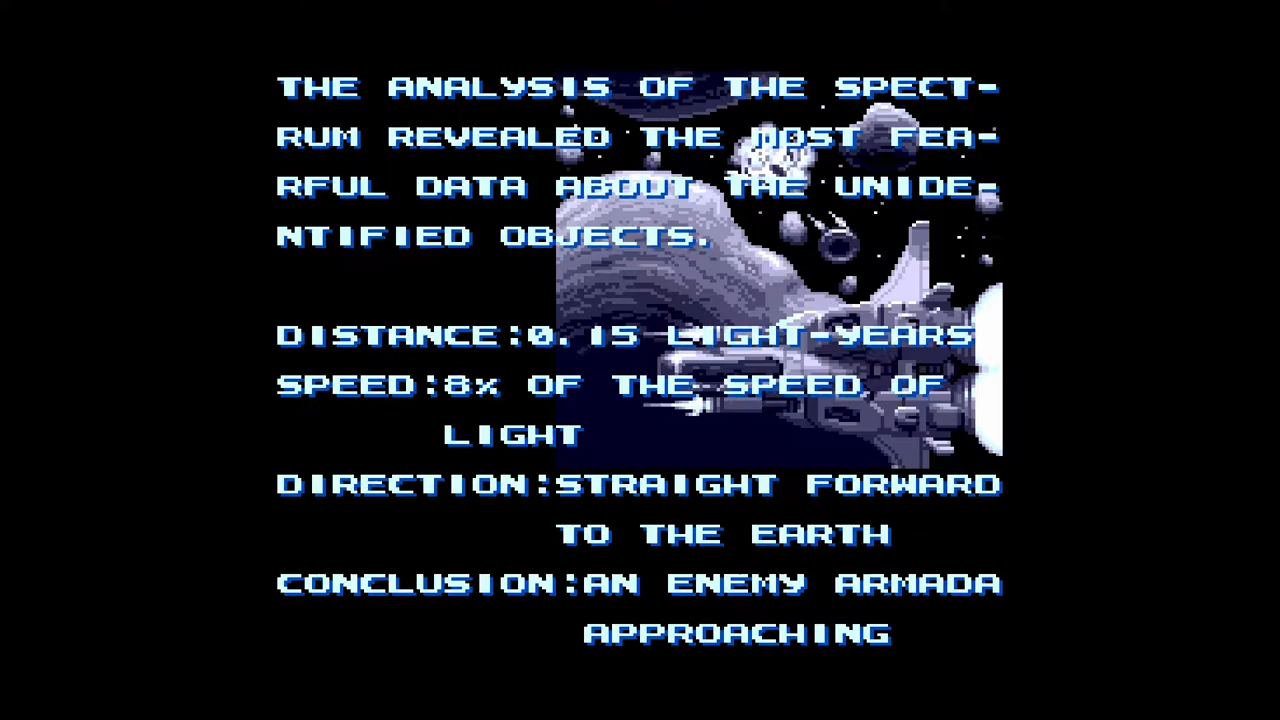 THE ANALYSIS OF THE SPECT-
RUM REVEALED THE MOST FEA-
RFUL DATA ABOUT THE UNIDE-
NTIFIED OBJECTS.
DISTANCE:0.15 LIGHT-YEARS
SPEED:8% OF THE SPEED OF
LIGHT
DIRECTION:STRAIGHT FORWARD
TO THE EARTH
CONCLUSION:AN ENEMY ARMADA
APPROACHING